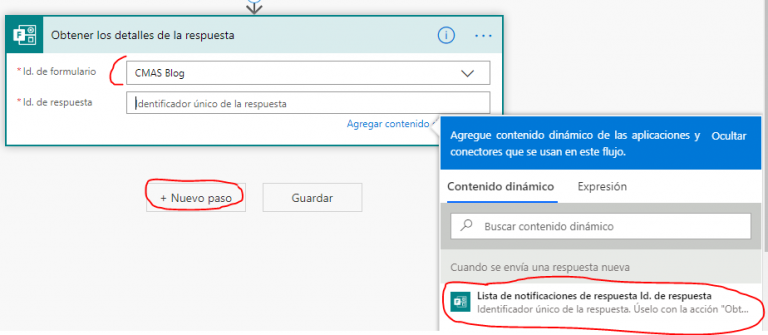 Obtener los detalles de la respuesta
* Id. de formulario
CMAS Blog
* Id. de respuesta
Identificador único de la respuesta
Agregar contenido
Agregue contenido dinámico de las aplicaciones y
conectores que se usan en este flujo.
Ocultar
+ Nuevo paso
Guardar
Contenido dinámico
Expresión
Buscar contenido dinámico
Cuando se envía una respuesta nueva
Lista de notificaciones de respuesta Id. de respuesta
Identificador único de la respuesta. Úselo con la acción "Obt...